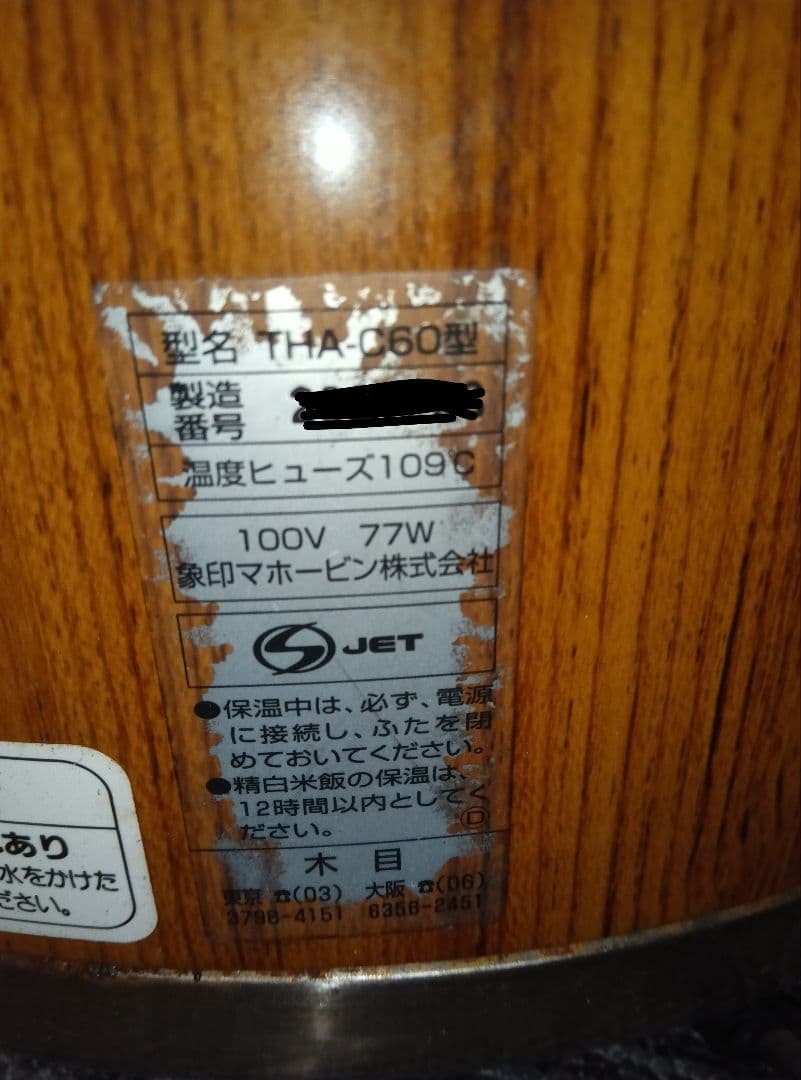 型名 THA-C60型
製造
番号
温度ヒューズ109℃
100V 77W
象印マホービン株式会社
JET
●保温中は、必ず、電源
に接続し、ふたを閉
めておいてください。
●精白米飯の保温は、
12時間以内としてく
ださい。 D
木目
東京 ☎(03) 大阪 ☎(06)
3798-4151 6356-2451
あり
水をかけた
ださい。